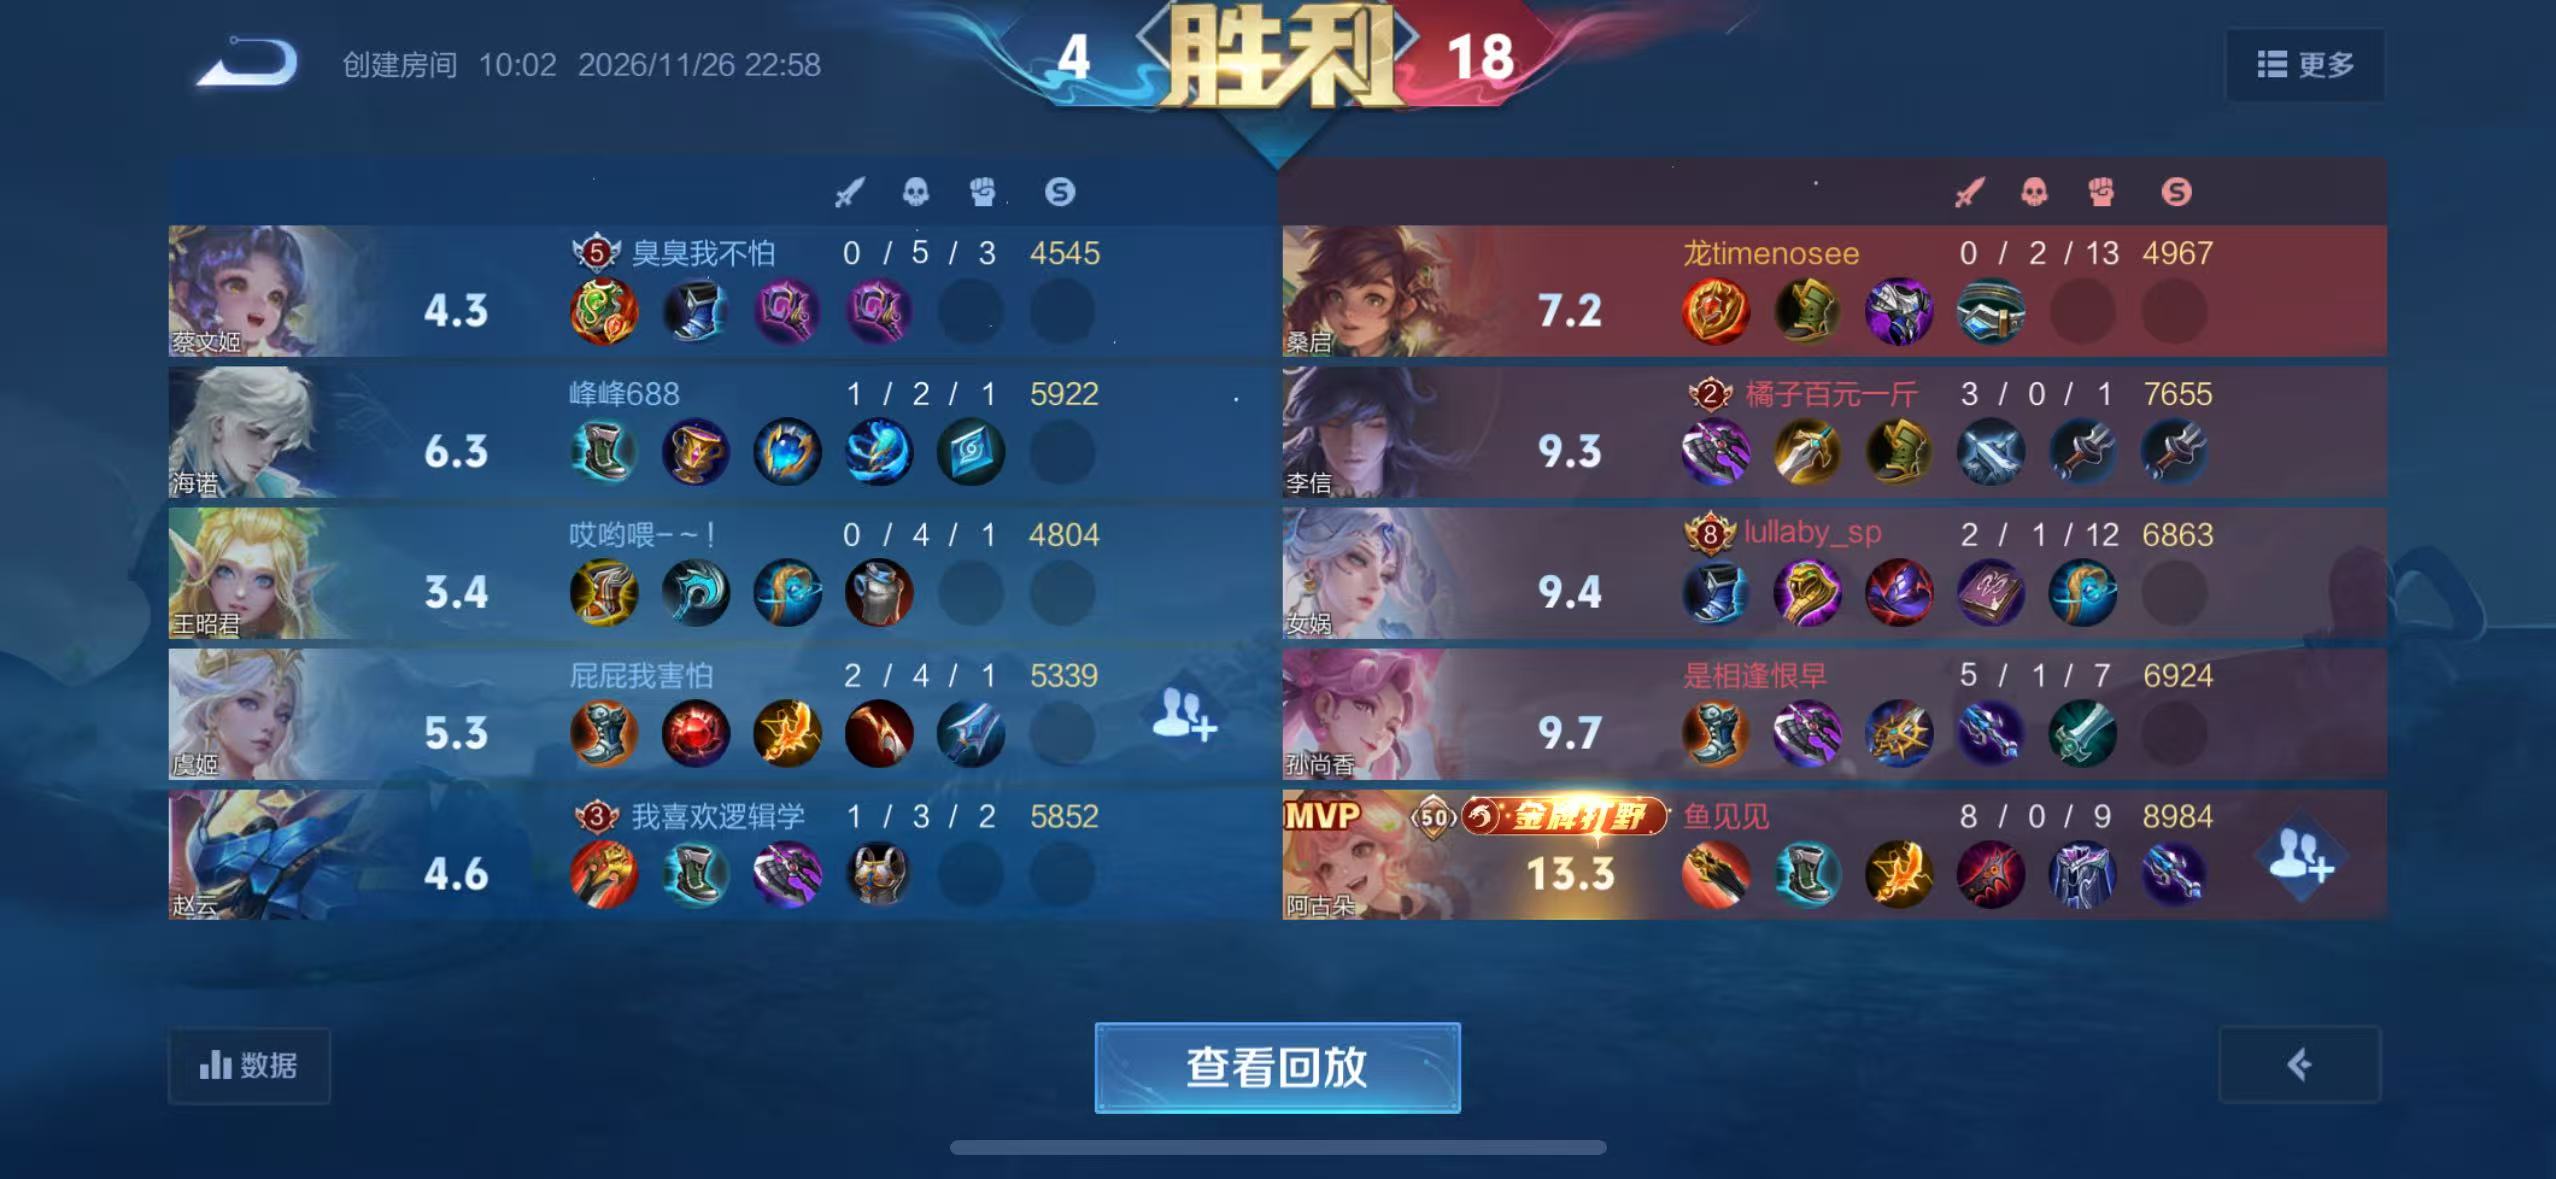 4 胜利 18
创建房间 10:02 2026/11/26 22:58
更多
蔡文姬 4.3 5 臭臭我不怕 0 / 5 / 3 4545
海诺 6.3 峰峰688 1 / 2 / 1 5922
王昭君 3.4 哎哟喂-~! 0 / 4 / 1 4804
虞姬 5.3 屁屁我害怕 2 / 4 / 1 5339
赵云 4.6 3 我喜欢逻辑学 1 / 3 / 2 5852
桑启 7.2 龙timenosee 0 / 2 / 13 4967
李信 9.3 2 橘子百元一斤 3 / 0 / 1 7655
女娲 9.4 8 lullaby_sp 2 / 1 / 12 6863
孙尚香 9.7 是相逢恨早 5 / 1 / 7 6924
MVP 50 金牌打野 鱼见见 8 / 0 / 9 8984
阿古朵 13.3
数据
查看回放